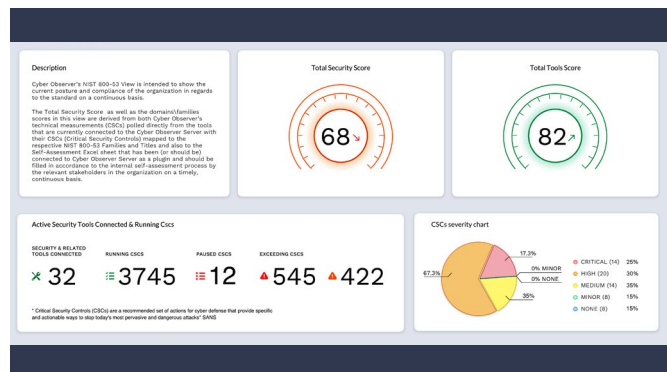 Description
Cyber Observer's NIST 800-53 View is intended to show the
current posture and compliance of the organization in regards
to the standard on a continuous basis.
The Total Security Score as well as the domains\families
scores in this view are derived from both Cyber Observer's
technical measurements (CSCs) polled directly from the tools
that are currently connected to the Cyber Observer Server with
their CSCs (Critical Security Controls) mapped to the
respective NIST 800-53 Families and Titles and also to the
Self-Assessment Excel sheet that has been (or should be)
connected to Cyber Observer Server as a plugin and should be
filled in accordance to the internal self-assessment process by
the relevant stakeholders in the organization on a timely,
continuous basis.
Total Security Score
68
Total Tools Score
82
Active Security Tools Connected & Running Cscs
SECURITY & RELATED
TOOLS CONNECTED
RUNNING CSCS
PAUSED CSCS
EXCEEDING CSCS
32
3745
12
545
422
* Critical Security Controls (CSCs) are a recommended set of actions for cyber defense that provide specific
and actionable ways to stop today's most pervasive and dangerous attacks" SANS
CSCs severity chart
67.3%
17.3%
0% MINOR
0% NONE
35%
CRITICAL (14) 25%
HIGH (20) 30%
MEDIUM (14) 35%
MINOR (8) 15%
NONE (8) 15%